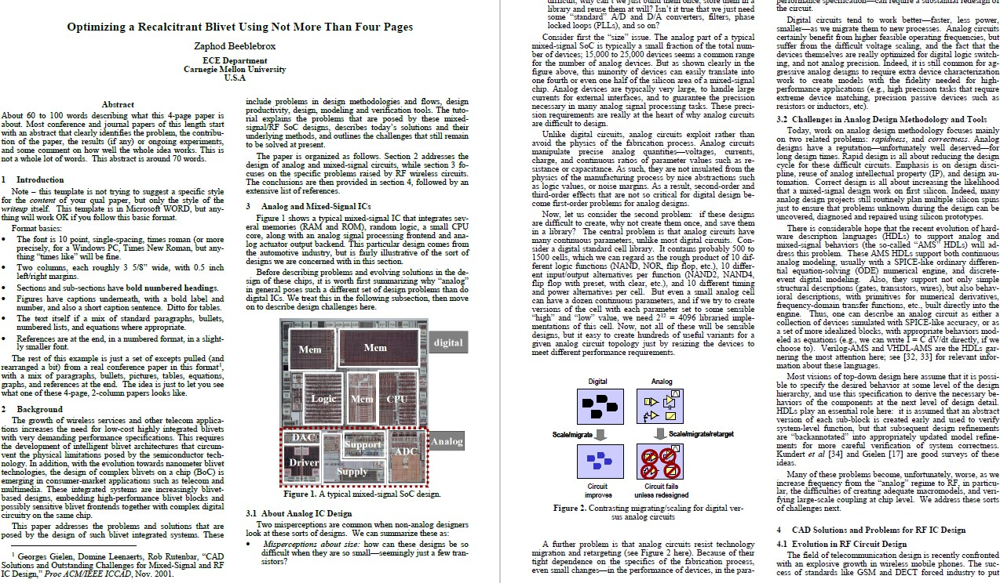 Optimizing a Recalcitrant Blivet Using Not More Than Four Pages
Zaphod Beeblebrox
ECE Department
Carnegie Mellon University
U.S.A
Abstract
About 60 to 100 words describing what this 4-page paper is
about. Most conference and journal papers of this length start
with an abstract that clearly identifies the problem, the contribu-
tion of the paper, the results (if any) or ongoing experiments,
and some comment on how well the whole idea works. This is
not a whole lot of words. This abstract is around 70 words.
1 Introduction
Note – this template is not trying to suggest a specific style
for the content of your qual paper, but only the style of the
writeup itself. This template is in Microsoft WORD, but any-
thing will work OK if you follow this basic format.
Format basics:
• The font is 10 point, single-spacing, times roman (or more
precisely, for a Windows PC, Times New Roman, but any-
thing “times like” will be fine.
• Two columns, each roughly 3 5/8” wide, with 0.5 inch
left/right margins.
• Sections and sub-sections have bold numbered headings.
• Figures have captions underneath, with a bold label and
number, and also a short caption sentence. Ditto for tables.
• The text itself if a mix of standard paragraphs, bullets,
numbered lists, and equations where appropriate.
• References are at the end, in a numbered format, in a slight-
ly smaller font.
The rest of this example is just a set of excepts pulled (and
rearranged a bit) from a real conference paper in this format1,
with a mix of paragraphs, bullets, pictures, tables, equations,
graphs, and references at the end. The idea is just to let you see
what one of these 4-page, 2-column papers looks like.
2 Background
The growth of wireless services and other telecom applica-
tions increases the need for low-cost highly integrated blivets
with very demanding performance specifications. This requires
the development of intelligent blivet architectures that circum-
vent the physical limitations posed by the semiconductor tech-
nology. In addition, with the evolution towards nanometer blivet
technologies, the design of complex blivets on a chip (BoC) is
emerging in consumer-market applications such as telecom and
multimedia. These integrated systems are increasingly blivet-
based designs, embedding high-performance blivet blocks and
possibly sensitive blivet frontends together with complex digital
circuitry on the same chip.
This paper addresses the problems and solutions that are
posed by the design of such blivet integrated systems. These
1 Georges Gielen, Domine Leenaerts, Rob Rutenbar, “CAD
Solutions and Outstanding Challenges for Mixed-Signal and RF
IC Design,” Proc ACM/IEEE ICCAD, Nov. 2001.
include problems in design methodologies and flows, design
productivity, design, modeling and verification tools. The tuto-
rial explains the problems that are posed by these mixed-
signal/RF SoC designs, describes today’s solutions and their
underlying methods, and outlines the challenges that still remain
to be solved at present.
The paper is organized as follows. Section 2 addresses the
design of analog and mixed-signal circuits, while section 3 fo-
cuses on the specific problems raised by RF wireless circuits.
The conclusions are then provided in section 4, followed by an
extensive list of references.
3 Analog and Mixed-Signal ICs
Figure 1 shows a typical mixed-signal IC that integrates sev-
eral memories (RAM and ROM), random logic, a small CPU
core, along with an analog signal processing frontend and ana-
log actuator output backend. This particular design comes from
the automotive industry, but is fairly illustrative of the sort of
designs we are concerned with in this section.
Before describing problems and evolving solutions in the de-
sign of these chips, it is worth first summarizing why “analog”
in general poses such a different set of design problems than do
digital ICs. We treat this in the following subsection, then move
on to describe design challenges here.
Mem
Mem
digital
Logic
Mem
CPU
DAC
Support
ADC
Analog
Driver
Supply
Figure 1. A typical mixed-signal SoC design.
3.1 About Analog IC Design
Two misperceptions are common when non-analog designers
look at these sorts of designs. We can summarize these as:
• Misperceptions about size: how can these designs be so
difficult when they are so small—seemingly just a few tran-
sistors?
difficult, why can’t we just build them once, store them in a
library and reuse them at will? Isn’t it true that we just need
some “standard” A/D and D/A converters, filters, phase
locked loops (PLLs), and so on?
Consider first the “size” issue. The analog part of a typical
mixed-signal SoC is typically a small fraction of the total num-
ber of devices; 15,000 to 25,000 devices seems a common range
for the number of analog devices. But as shown clearly in the
figure above, this minority of devices can easily translate into
one fourth or even one half of the silicon area of a mixed-signal
chip. Analog devices are typically very large, to handle large
currents for external interfaces, and to guarantee the precision
necessary in many analog signal processing tasks. These preci-
sion requirements are really at the heart of why analog circuits
are difficult to design.
Unlike digital circuits, analog circuits exploit rather than
avoid the physics of the fabrication process. Analog circuits
manipulate precise analog quantities—voltages, currents,
charge, and continuous ratios of parameter values such as re-
sistance or capacitance. As such, they are not insulated from the
physics of the manufacturing process by nice abstractions such
as logic values, or noise margins. As a result, second-order and
third-order effects that are not so critical for digital design be-
come first-order problems for analog designs.
Now, let us consider the second problem: if these designs
are difficult to create, why not create them once, and save them
in a library? The central problem is that analog circuits have
many continuous parameters, unlike most digital circuits. Con-
sider a digital standard cell library. It contains probably 500 to
1500 cells, which we can regard as the rough product of 10 dif-
ferent logic functions (NAND, NOR, flip flop, etc.), 10 differ-
ent input/output alternatives per function (NAND2, NAND4,
flip flop with preset, with clear, etc.), and 10 different timing
and power alternatives per cell. But even a small analog cell
can have a dozen continuous parameters, and if we try to create
versions of the cell with each parameter set to some sensible
“high” and “low” value, we need 212 = 4096 libraried imple-
mentations of this cell. Now, not all of these will be sensible
designs, but it easy to create hundreds of useful variants for a
given analog circuit topology just by resizing the devices to
meet different performance requirements.
Digital Analog
Scale/migrate Scale/migrate/retarget
Circuit Circuit fails
improves unless redesigned
Figure 2. Contrasting migrating/scaling for digital ver-
sus analog circuits
A further problem is that analog circuits resist technology
migration and retargeting (see Figure 2 here). Because of their
tight dependence on the specifics of the fabrication process,
even small changes—in the performance of devices, in the para-
performance specification—can require a substantial redesign of
the circuit.
Digital circuits tend to work better—faster, less power,
smaller—as we migrate them to new processes. Analog circuits
certainly benefit from higher feasible operating frequencies, but
suffer from the difficult voltage scaling, and the fact that the
devices themselves are really optimized for digital logic switch-
ing, and not analog precision. Indeed, it is still common for ag-
gressive analog designs to require extra device characterization
work to create models with the fidelity needed for high-
performance applications (e.g., high precision tasks that require
extreme device matching, precision passive devices such as
resistors or inductors, etc).
3.2 Challenges in Analog Design Methodology and Tools
Today, work on analog design methodology focuses mainly
on two related problems: rapidness, and correctness. Analog
designs have a reputation—unfortunately well deserved—for
long design times. Rapid design is all about reducing the design
cycle for these difficult circuits. Emphasis is on design disci-
pline, reuse of analog intellectual property (IP), and design au-
tomation. Correct design is all about increasing the likelihood
that a mixed-signal design work on first silicon. Indeed, many
analog design projects still routinely plan multiple silicon spins
just to ensure that problems unknown during the design can be
uncovered, diagnosed and repaired using silicon prototypes.
There is considerable hope that the recent evolution of hard-
ware description languages (HDLs) to support analog and
mixed-signal behaviors (the so-called “AMS” HDLs) will ad-
dress this problem. These AMS HDLs support both continuous
analog modeling, usually with a SPICE-like ordinary differen-
tial equation-solving (ODE) numerical engine, and discrete-
event digital modeling. Also, they support not only simple
structural descriptions (gates, transistors, wires), but also behav-
ioral descriptions, with primitives for numerical derivatives,
frequency-domain transfer functions, etc., built directly into the
engine. Thus, one can describe an analog circuit as either a
collection of devices simulated with SPICE-like accuracy, or as
a set of more idealized blocks, with appropriate behaviors mod-
eled as equations (e.g., we can write I = C dV/dt directly, if we
choose to). Verilog-AMS and VHDL-AMS are the HDLs gar-
nering the most attention here; see [32, 33] for relevant infor-
mation about these languages.
Most visions of top-down design here assume that it is possi-
ble to specify the desired behavior at some level of the design
hierarchy, and use this specification to derive the necessary be-
haviors of the components at the next level of design detail.
HDLs play an essential role here: it is assumed that an abstract
version of each sub-block is created early and used to verify
system-level function, but that subsequent design refinements
are “backannotated” into appropriately updated model refine-
ments for more careful verification of system correctness.
Kundert et al [34] and Gielen [17] are good surveys of these
ideas.
Many of these problems become, unfortunately, worse, as we
increase frequency from the “analog” regime to RF, in particu-
lar, the difficulties of creating adequate macromodels, and veri-
fying large-scale coupling at chip level. We address these sorts
of challenges next.
4 CAD Solutions and Problems for RF IC Design
4.1 Evolution in RF Circuit Design
The field of telecommunication design is recently confronted
with an explosive growth in wireless mobile phones. The suc-
cess of standards like GSM and DECT forced industry to put